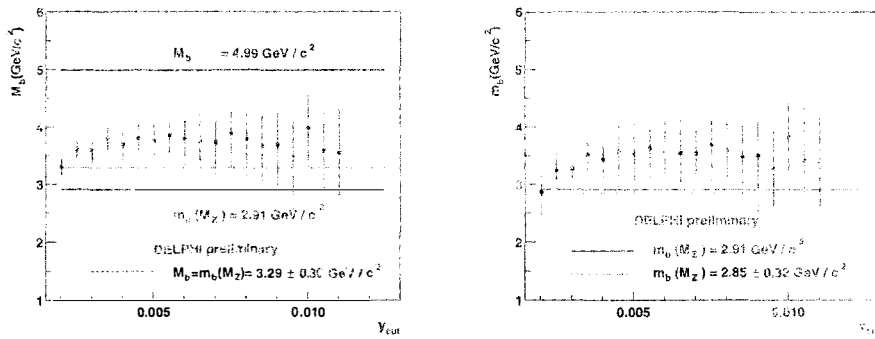 M_b(GeV/c²)
6
5
4
3
2
1
M_b = 4.99 GeV / c²
m_b(M_Z) = 2.91 GeV / c²
DELPHI preliminary
M_b=m_b(M_Z)= 3.29 ± 0.30 GeV / c²
0.005 0.010
y_cut
m_b(GeV/c²)
6
5
4
3
2
1
DELPHI preliminary
m_b(M_Z) = 2.91 GeV / c²
m_b(M_Z) = 2.85 ± 0.32 GeV / c²
0.005 0.010